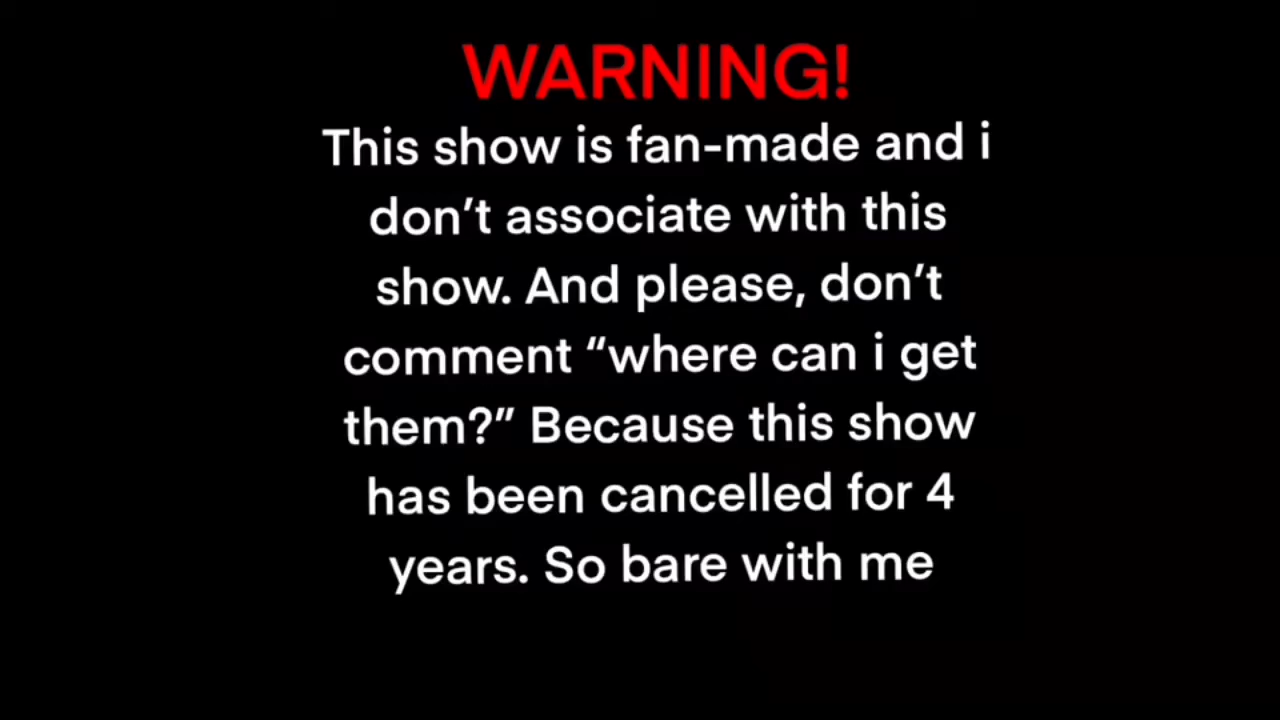 WARNING!
This show is fan-made and i
don’t associate with this
show. And please, don’t
comment “where can i get
them?” Because this show
has been cancelled for 4
years. So bare with me